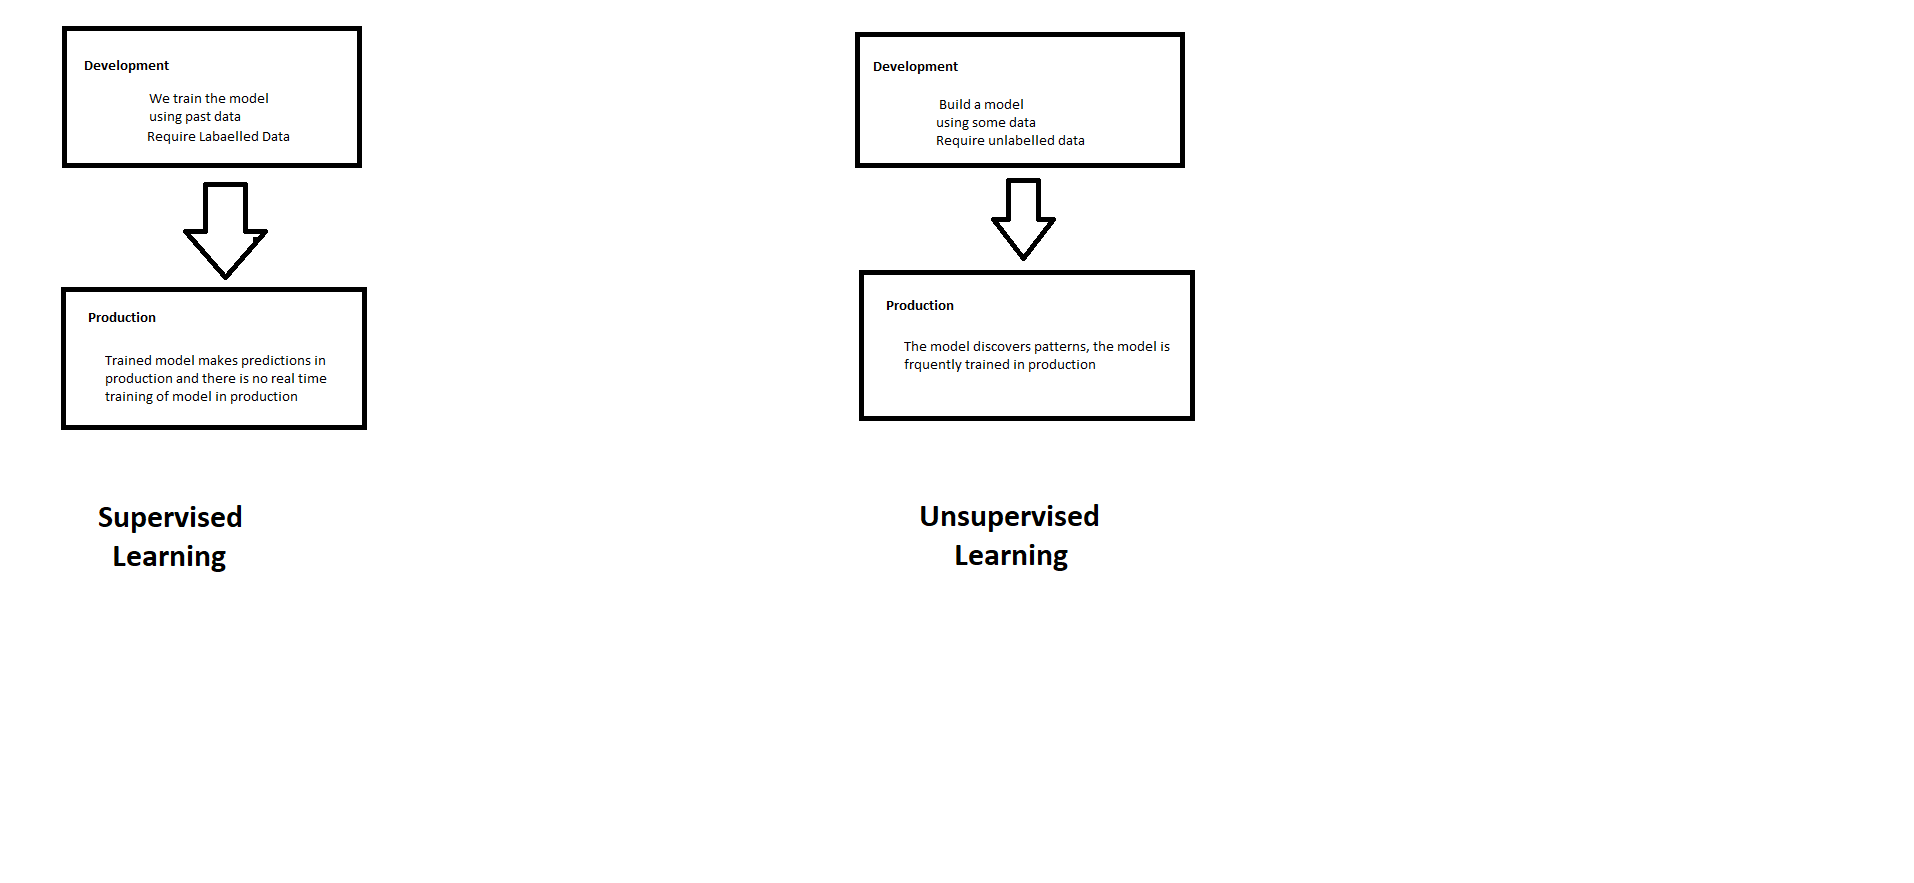 Development
We train the model
using past data
Require Labaelled Data
Production
Trained model makes predictions in
production and there is no real time
training of model in production
Supervised
Learning
Development
Build a model
using some data
Require unlabelled data
Production
The model discovers patterns, the model is
frquently trained in production
Unsupervised
Learning